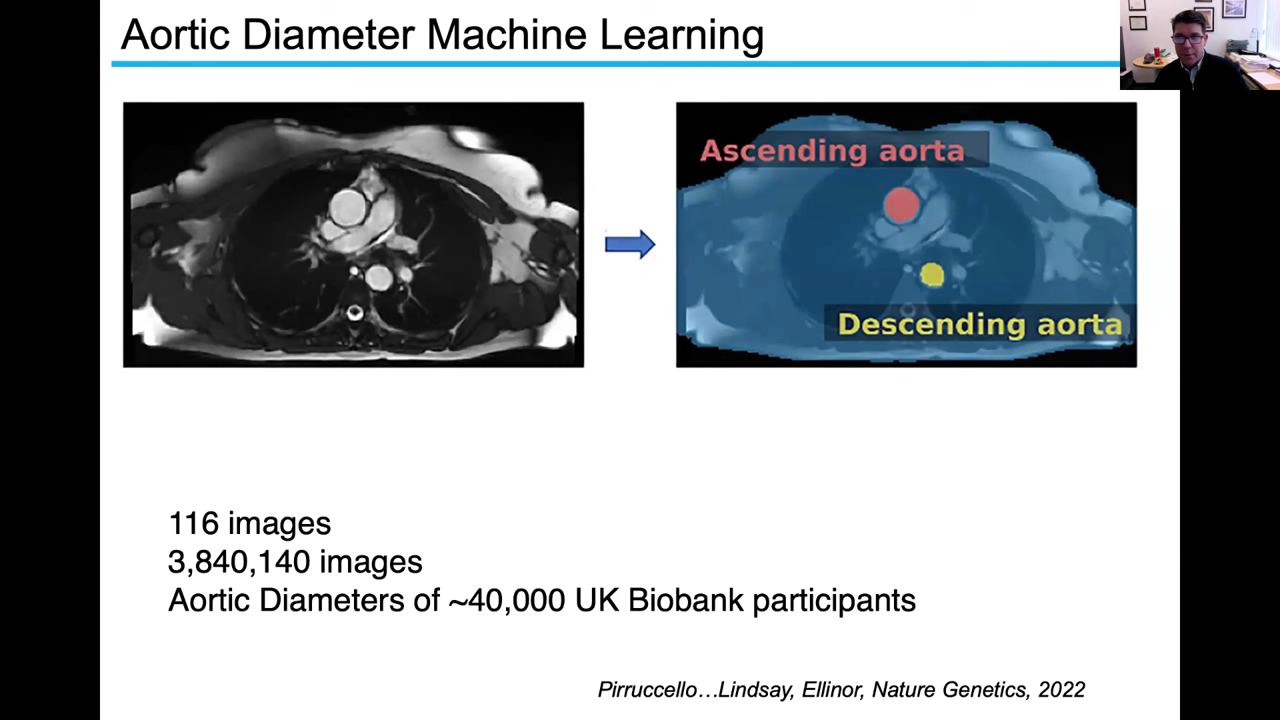 Aortic Diameter Machine Learning
Ascending aorta
Descending aorta
116 images
3,840,140 images
Aortic Diameters of ~40,000 UK Biobank participants
Pirruccello…Lindsay, Ellinor, Nature Genetics, 2022